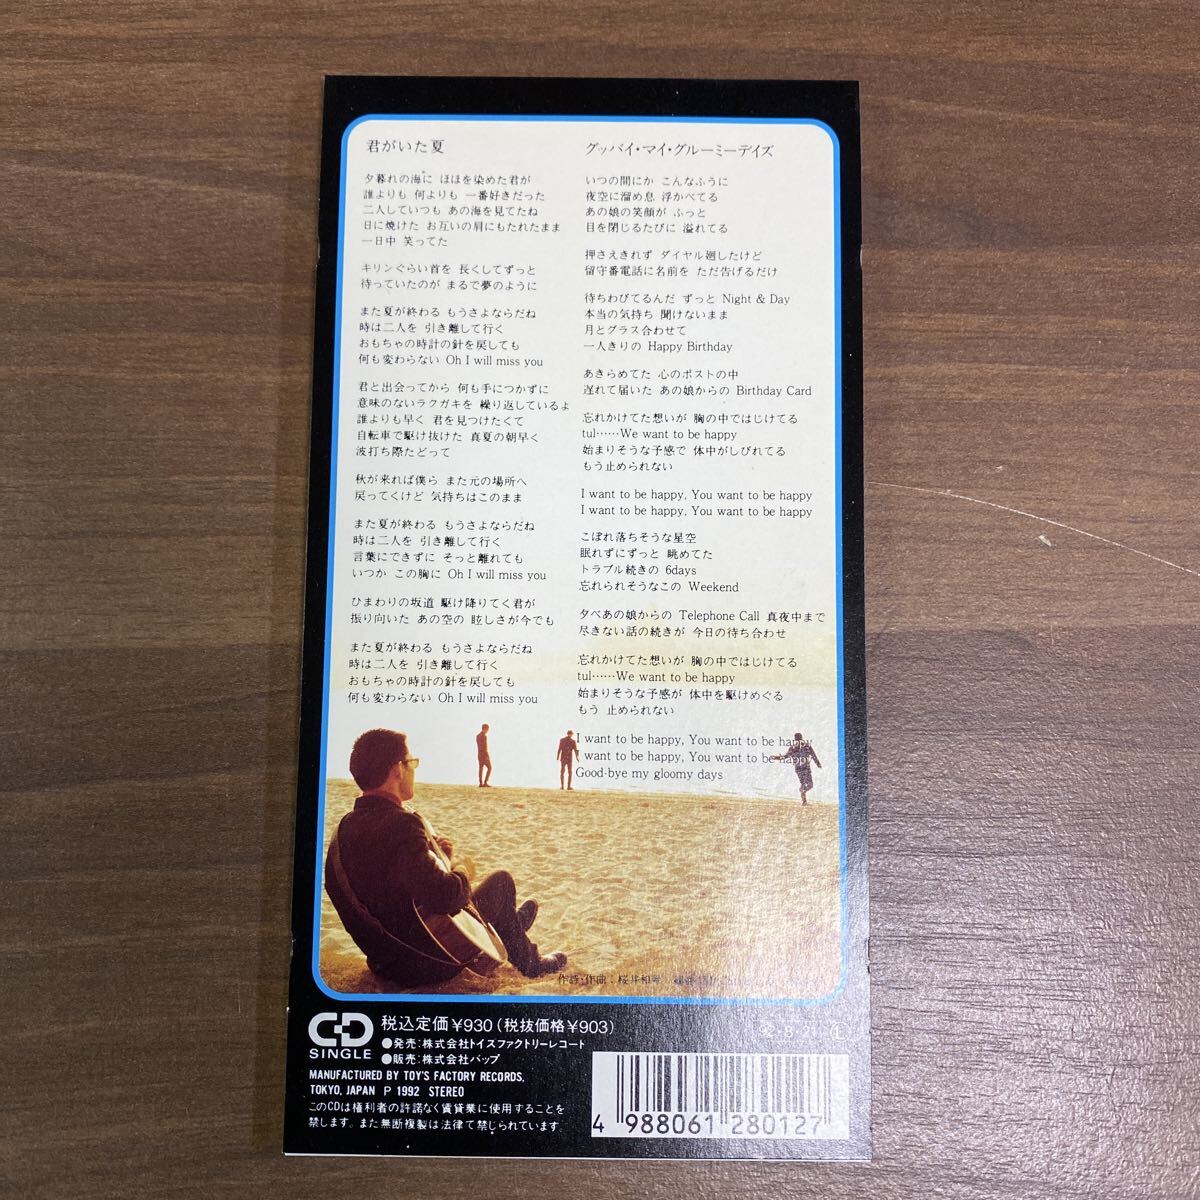 君がいた夏
夕暮れの海に ほほを染めた君が
誰よりも 何よりも 一番好きだった
二人していつも あの海を見てたね
日に焼けた お互いの肩にもたれたまま
一日中 笑ってた
キリンぐらい首を 長くしてずっと
待っていたのが まるで夢のように
また夏が終わる もうさよならだね
時は二人を 引き離して行く
おもちゃの時計の針を戻しても
何も変わらない Oh I will miss you
君と出会ってから 何も手につかずに
意味のないラクガキを 繰り返しているよ
誰よりも早く 君を見つけたくて
自転車で駆け抜けた 真夏の朝早く
波打ち際たどって
秋が来れば僕ら また元の場所へ
戻ってくけど 気持ちはこのまま
また夏が終わる もうさよならだね
時は二人を 引き離して行く
言葉にできずに そっと離れても
いつか この胸に Oh I will miss you
ひまわりの坂道 駆け降りてく君が
振り向いた あの空の 眩しさが今でも
また夏が終わる もうさよならだね
時は二人を 引き離して行く
おもちゃの時計の針を戻しても
何も変わらない Oh I will miss you
グッバイ・マイ・グルーミーデイズ
いつの間にか こんなふうに
夜空に溜め息 浮かべてる
あの娘の笑顔が ふっと
目を閉じるたびに 溢れてる
押さえきれず ダイヤル廻したけど
留守番電話に名前を ただ告げるだけ
待ちわびてるんだ ずっと Night & Day
本当の気持ち 聞けないまま
月とグラス合わせて
一人きりの Happy Birthday
あきらめてた 心のポストの中
遅れて届いた あの娘からの Birthday Card
忘れかけてた想いが 胸の中ではじけてる
tul……We want to be happy
始まりそうな予感で 体中がしびれてる
もう止められない
I want to be happy, You want to be happy
I want to be happy, You want to be happy
こぼれ落ちそうな星空
眠れずにずっと 眺めてた
トラブル続きの 6days
忘れられそうなこの Weekend
夕べあの娘からの Telephone Call 真夜中まで
尽きない話の続きが 今日の待ち合わせ
忘れかけてた想いが 胸の中ではじけてる
tul……We want to be happy
始まりそうな予感が 体中を駆けめぐる
もう 止められない
I want to be happy, You want to be happy
I want to be happy, You want to be happy
Good-bye my gloomy days
作詩・作曲：桜井和寿
CD SINGLE
税込定価¥930（税抜価格¥903）
●発売：株式会社トイズファクトリーレコード
●販売：株式会社バップ
MANUFACTURED BY TOY'S FACTORY RECORDS,
TOKYO, JAPAN P 1992 STEREO
このCDは権利者の許諾なく賃貸業に使用することを
禁じます。また無断複製は法律で禁じられています。
4 988061 280127